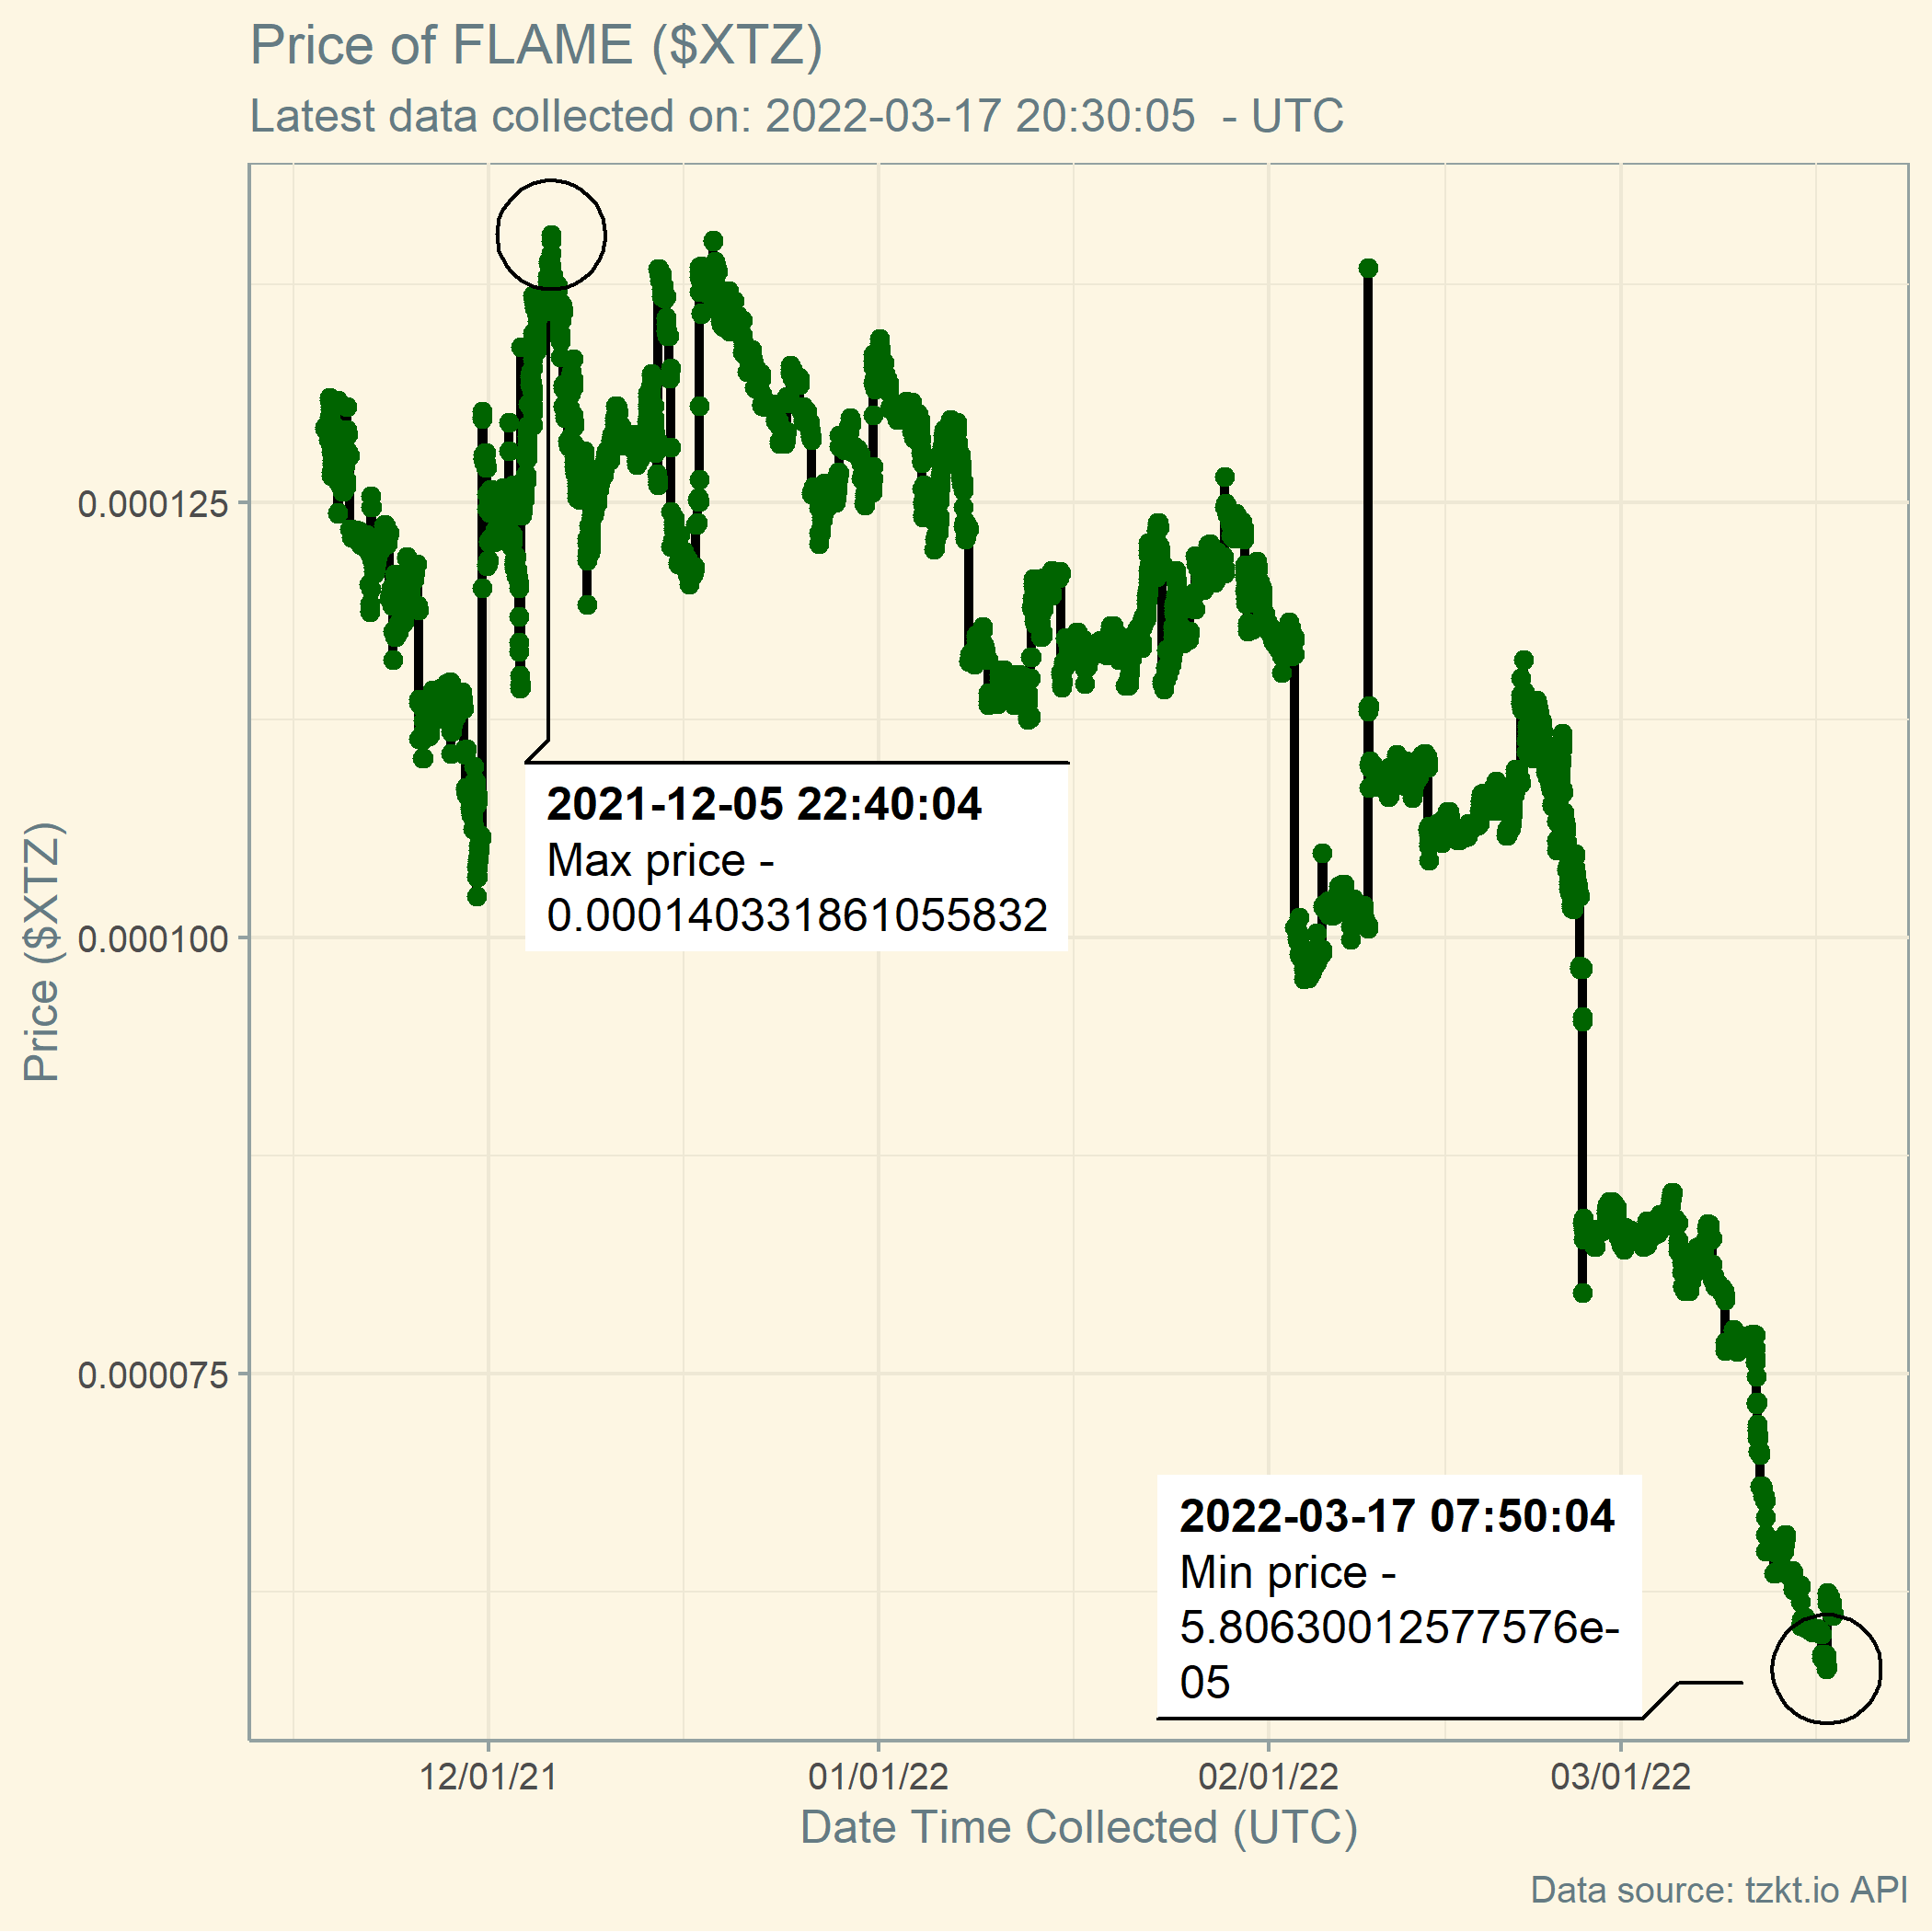 Price of FLAME ($XTZ)
Latest data collected on: 2022-03-17 20:30:05  - UTC
Price ($XTZ)
0.000125
0.000100
0.000075
2021-12-05 22:40:04
Max price -
0.000140331861055832
2022-03-17 07:50:04
Min price -
5.80630012577576e-
05
12/01/21
01/01/22
02/01/22
03/01/22
Date Time Collected (UTC)
Data source: tzkt.io API